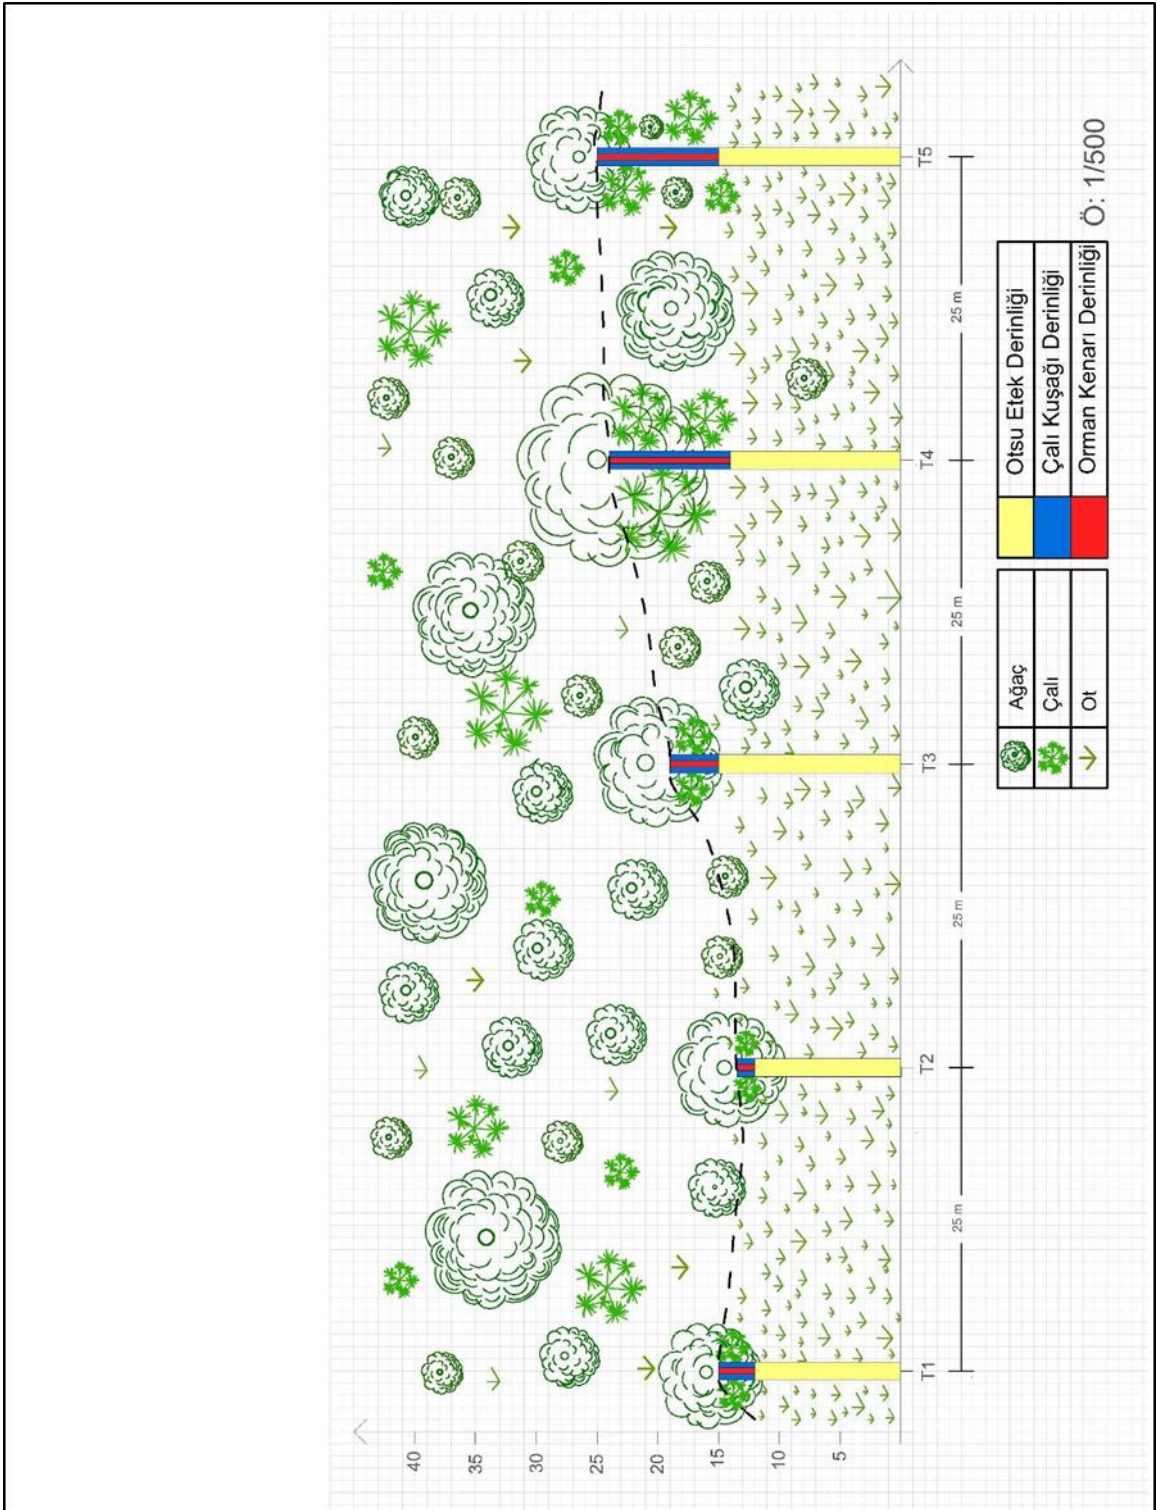 40
35
30
25
20
15
10
5
T1
T2
T3
T4
T5
25 m
25 m
25 m
25 m
Ağaç
Çalı
Ot
Otsu Etek Derinliği
Çalı Kuşağı Derinliği
Orman Kenarı Derinliği
Ö: 1/500